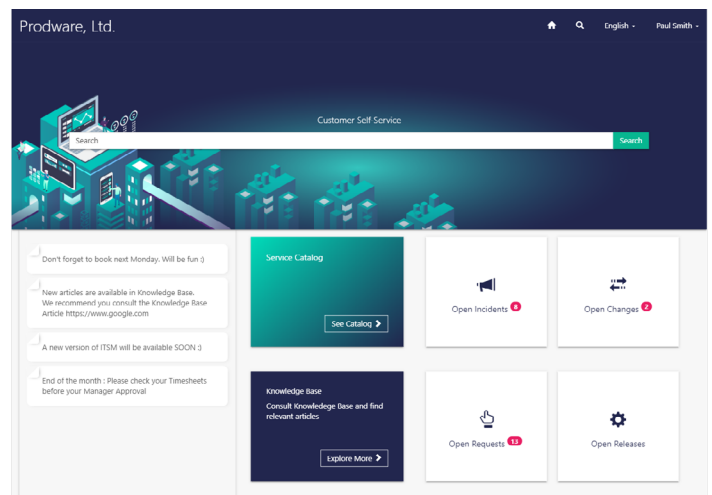 Prodware, Ltd.
English
Paul Smith
Customer Self Service
Search
Search
Don't forget to book next Monday. Will be fun :)
New articles are available in Knowledge Base.
We recommend you consult the Knowledge Base
Article https://www.google.com
A new version of ITSM will be available SOON ;)
End of the month : Please check your Timesheets
before your Manager Approval
Service Catalog
See Catalog
Open Incidents 8
Open Changes 2
Knowledge Base
Consult Knowledege Base and find
relevant articles
Explore More
Open Requests 13
Open Releases